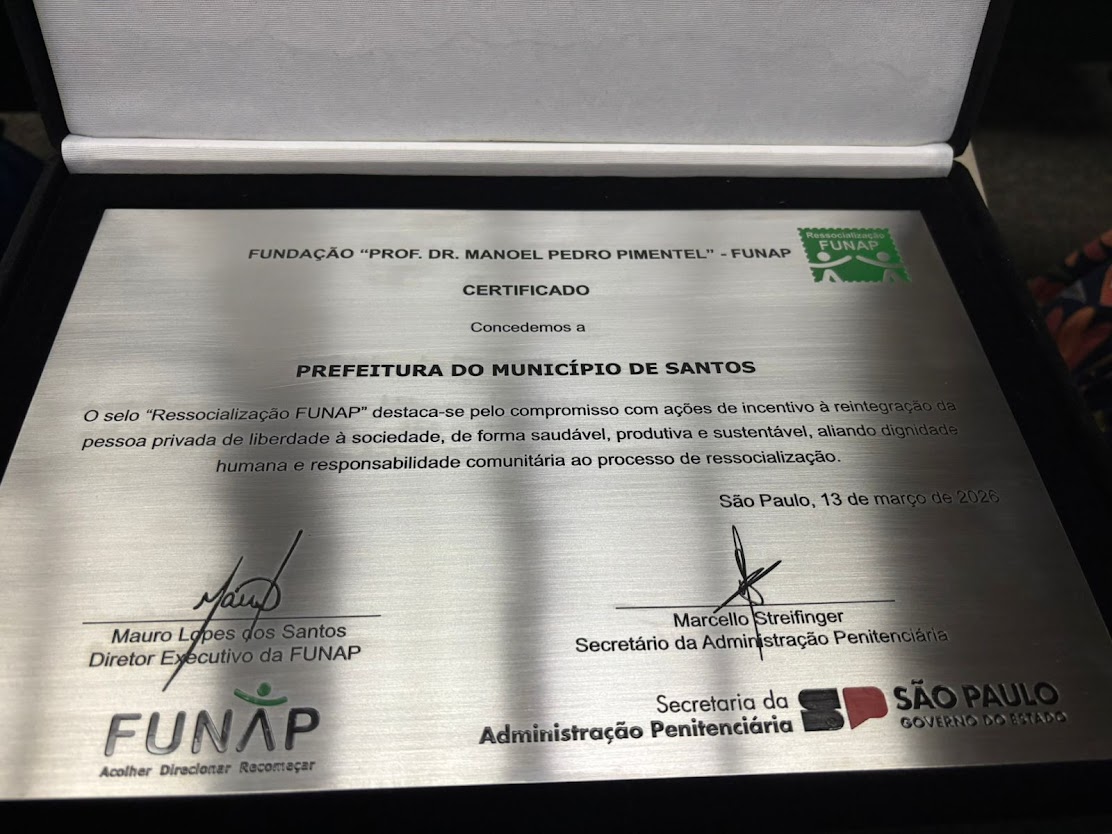 Ressocialização
FUNAP
FUNDAÇÃO “PROF. DR. MANOEL PEDRO PIMENTEL” - FUNAP
CERTIFICADO
Concedemos a
PREFEITURA DO MUNICÍPIO DE SANTOS
O selo “Ressocialização FUNAP” destaca-se pelo compromisso com ações de incentivo à reintegração da
pessoa privada de liberdade à sociedade, de forma saudável, produtiva e sustentável, aliando dignidade
humana e responsabilidade comunitária ao processo de ressocialização.
São Paulo, 13 de março de 2026
Mauro Lopes dos Santos
Diretor Executivo da FUNAP
Marcello Streifinger
Secretário da Administração Penitenciária
FUNAP
Acolher Direcionar Recomeçar
Secretaria da
Administração Penitenciária
SP
SÃO PAULO
GOVERNO DO ESTADO